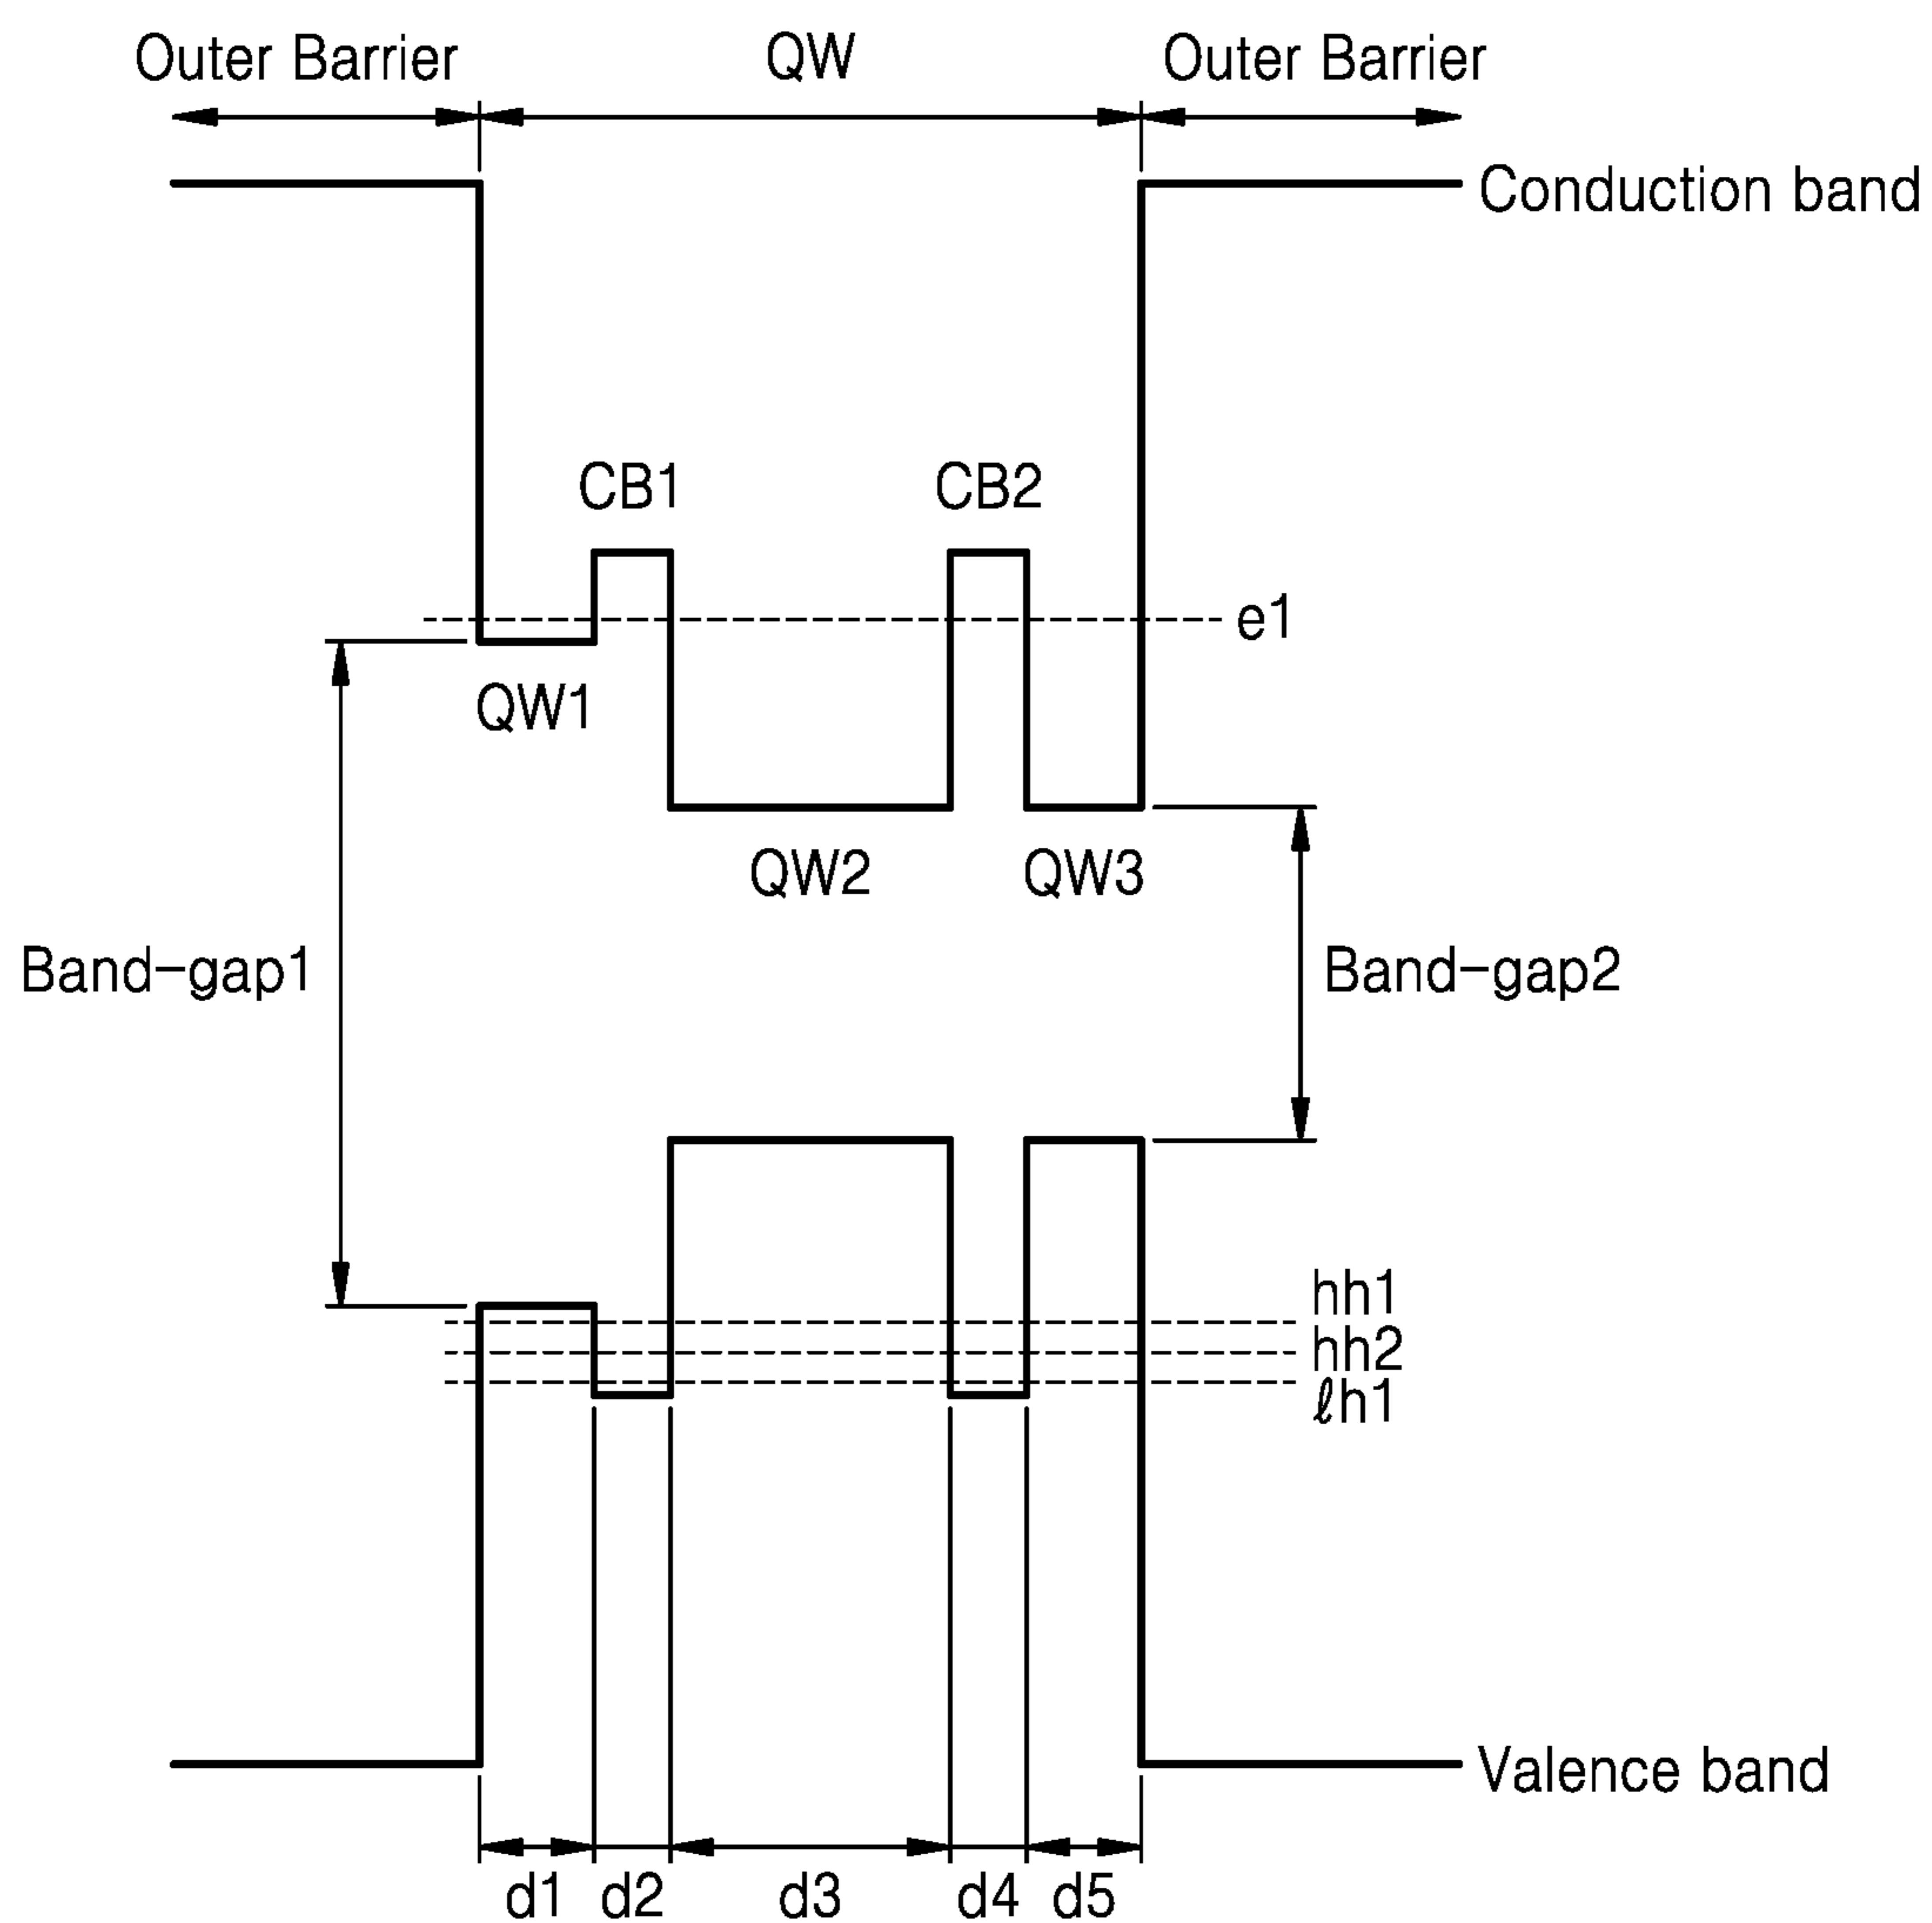 Outer Barrier QW Outer Barrier
Conduction band
CB1 CB2
e1
QW1
QW2 QW3
Band-gap1 Band-gap2
hh1
hh2
ℓh1
Valence band
d1 d2 d3 d4 d5